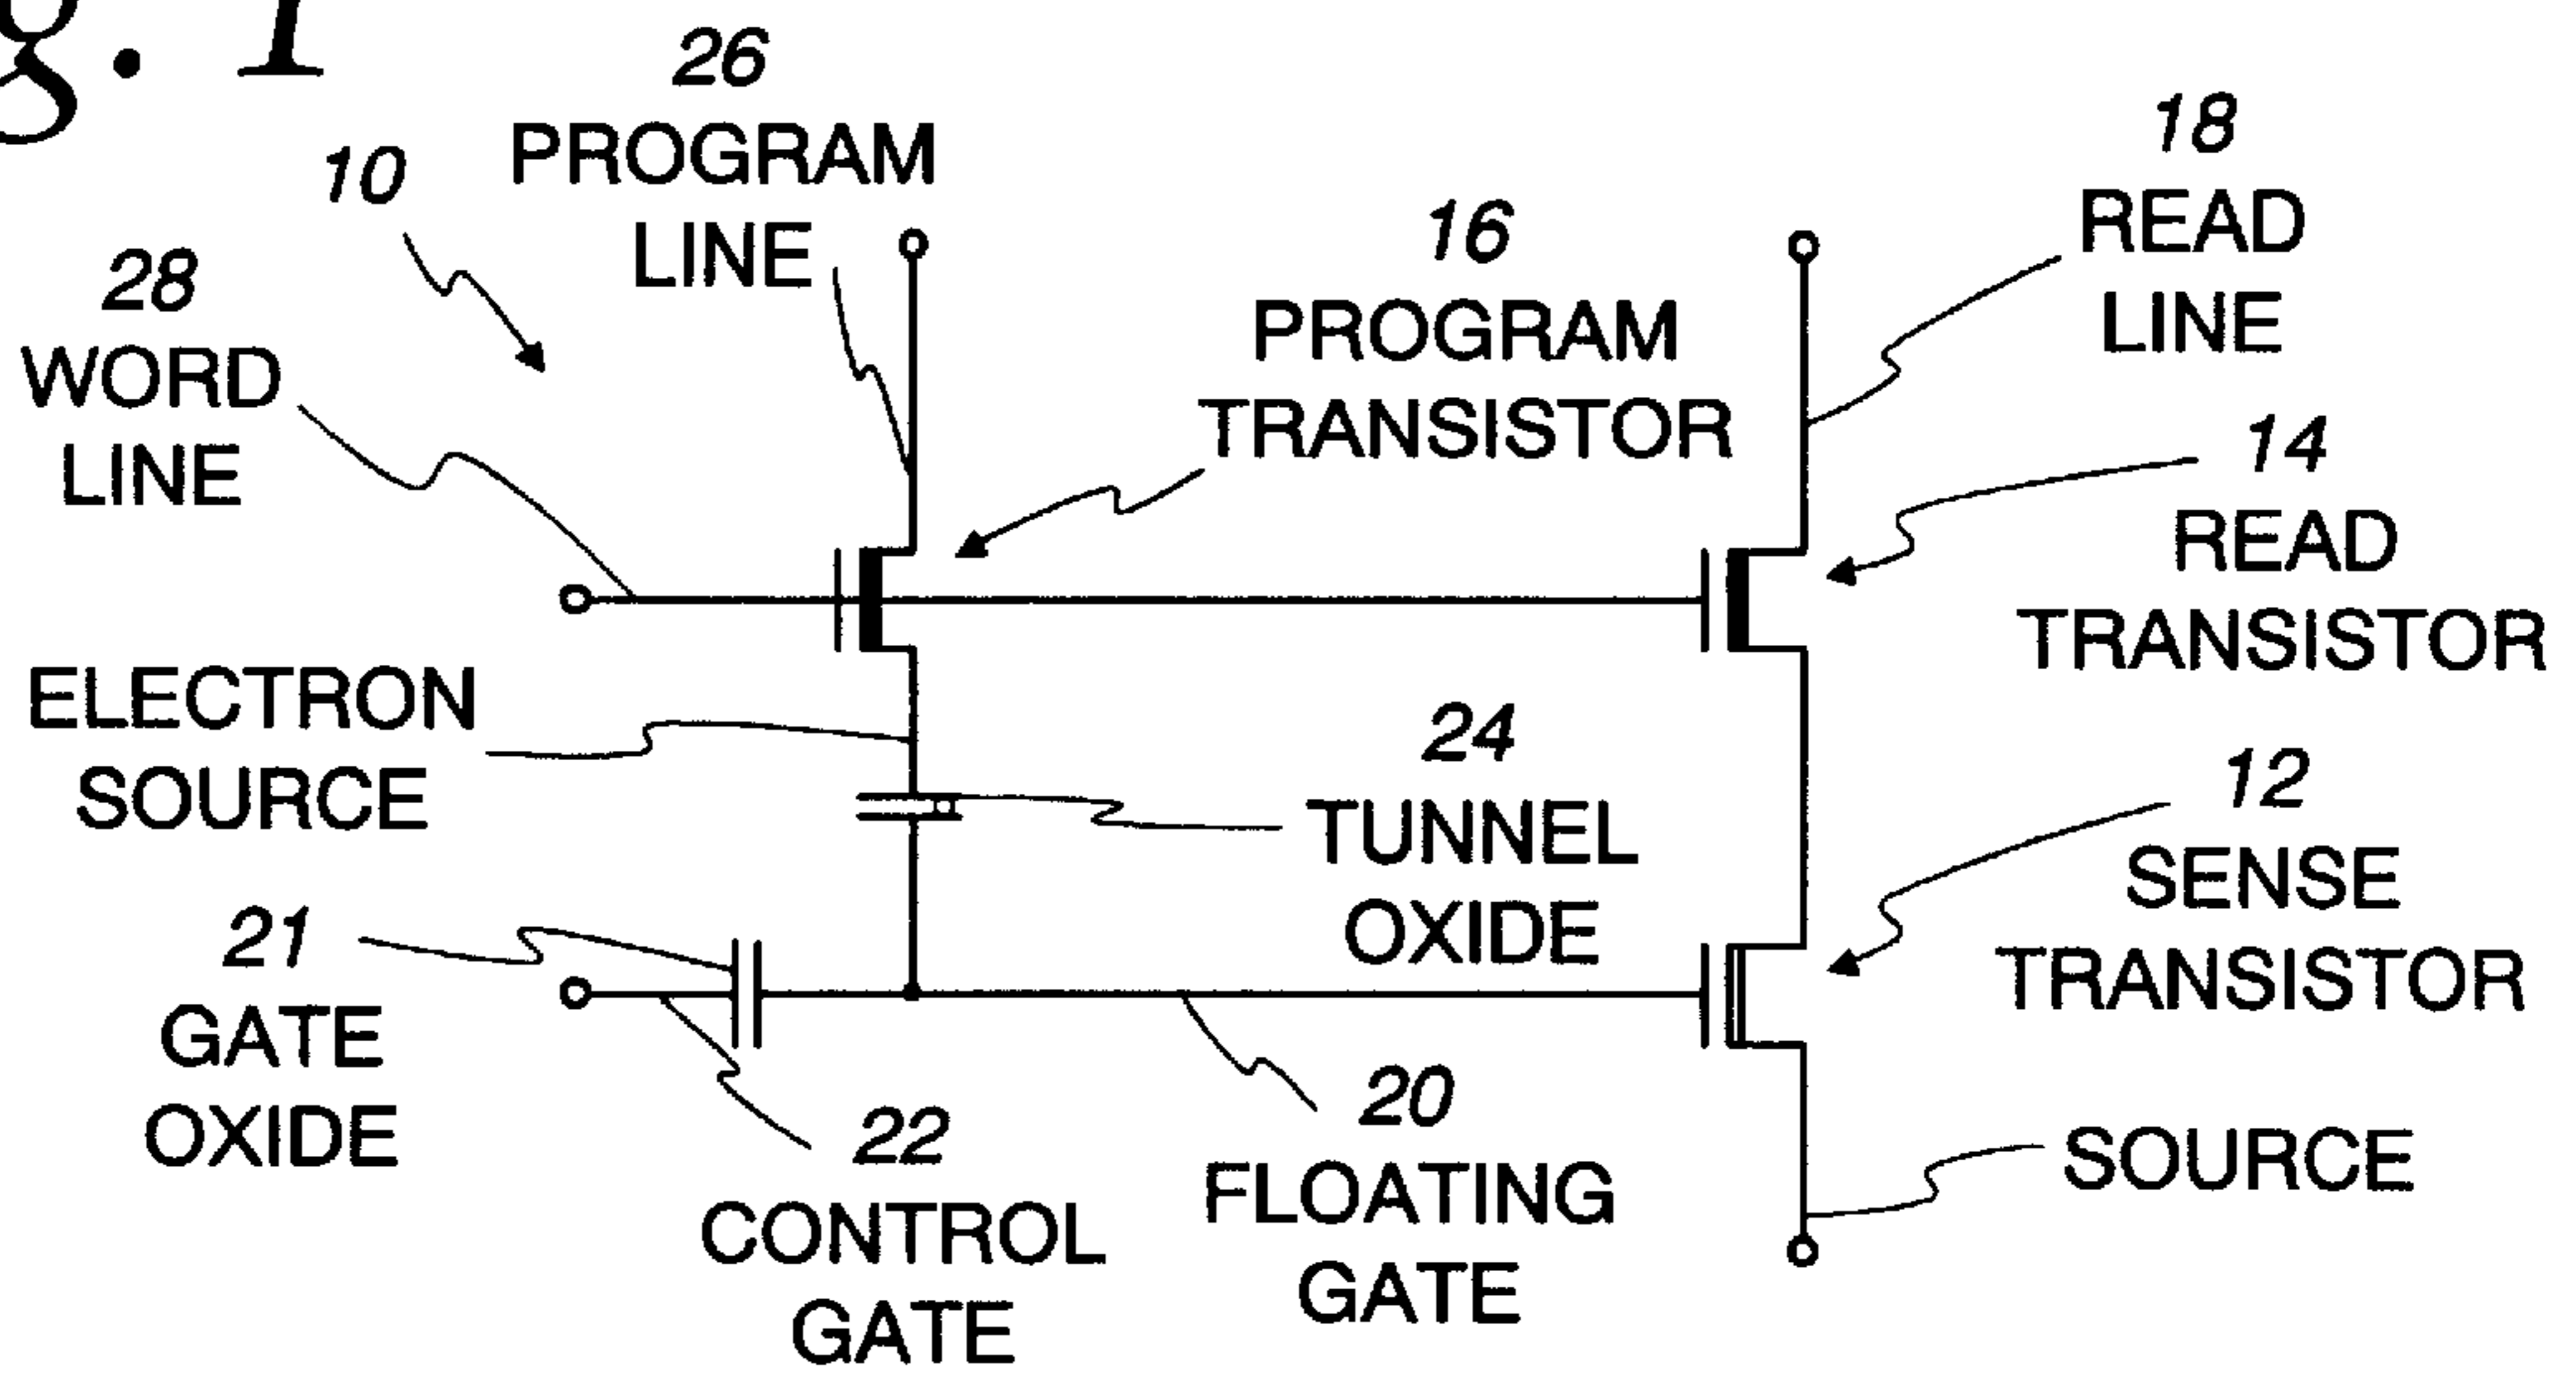 g. 1
26
PROGRAM
LINE
10
28
WORD
LINE
16
PROGRAM
TRANSISTOR
18
READ
LINE
14
READ
TRANSISTOR
ELECTRON
SOURCE
24
TUNNEL
OXIDE
12
SENSE
TRANSISTOR
21
GATE
OXIDE
22
CONTROL
GATE
20
FLOATING
GATE
SOURCE